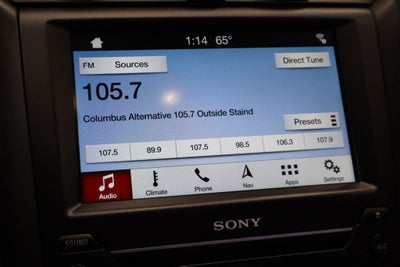 1:14 65°
FM Sources Direct Tune
105.7
Columbus Alternative 105.7 Outside Staind
Presets
107.5 89.9 107.5 98.5 106.3 107.9
Audio Climate Phone Nav Apps Settings
SONY
SOUND